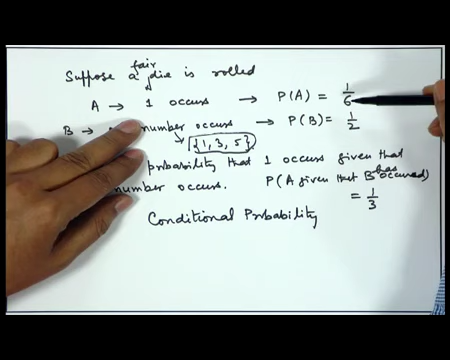 Suppose a fair die is rolled
A → 1 occurs → P(A) = 1/6
B → number occurs → P(B) = 1/2
{1, 3, 5}
probability that 1 occurs given that
number occurs. P(A given that B has occured)
= 1/3
Conditional Probability